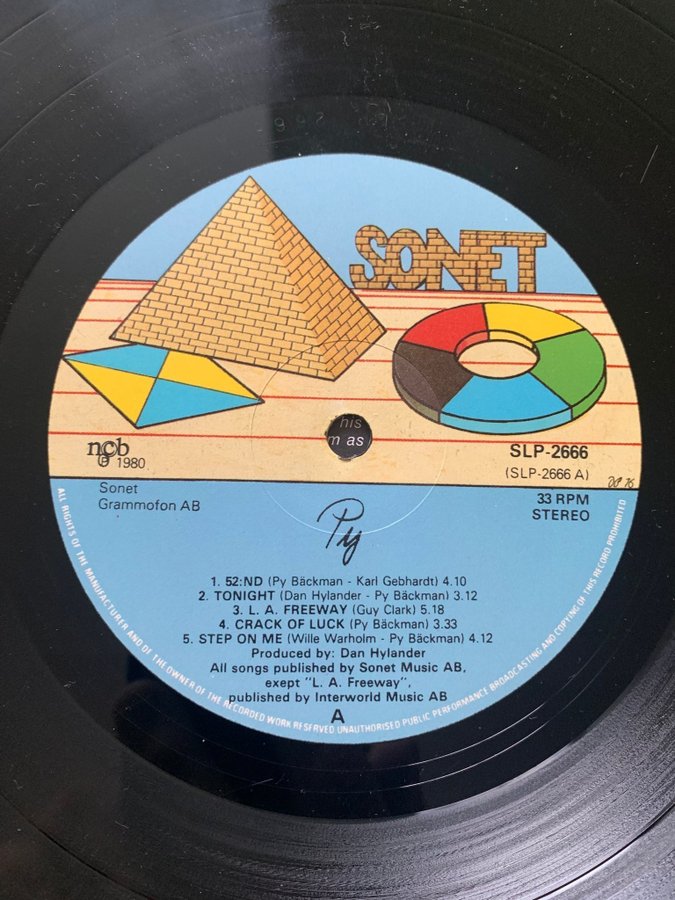 SONET
ncb
Ⓟ 1980
SLP-2666
(SLP-2666 A)
Sonet
Grammofon AB
33 RPM
STEREO
his
m as
Py
1. 52:ND (Py Bäckman - Karl Gebhardt) 4.10
2. TONIGHT (Dan Hylander - Py Bäckman) 3.12
3. L. A. FREEWAY (Guy Clark) 5.18
4. CRACK OF LUCK (Py Bäckman) 3.33
5. STEP ON ME (Wille Warholm - Py Bäckman) 4.12
Produced by: Dan Hylander
All songs published by Sonet Music AB,
exept "L. A. Freeway",
published by Interworld Music AB
A
ALL RIGHTS OF THE MANUFACTURER AND OF THE OWNER OF THE RECORDED WORK RESERVED UNAUTHORISED PUBLIC PERFORMANCE BROADCASTING AND COPYING OF THIS RECORD PROHIBITED